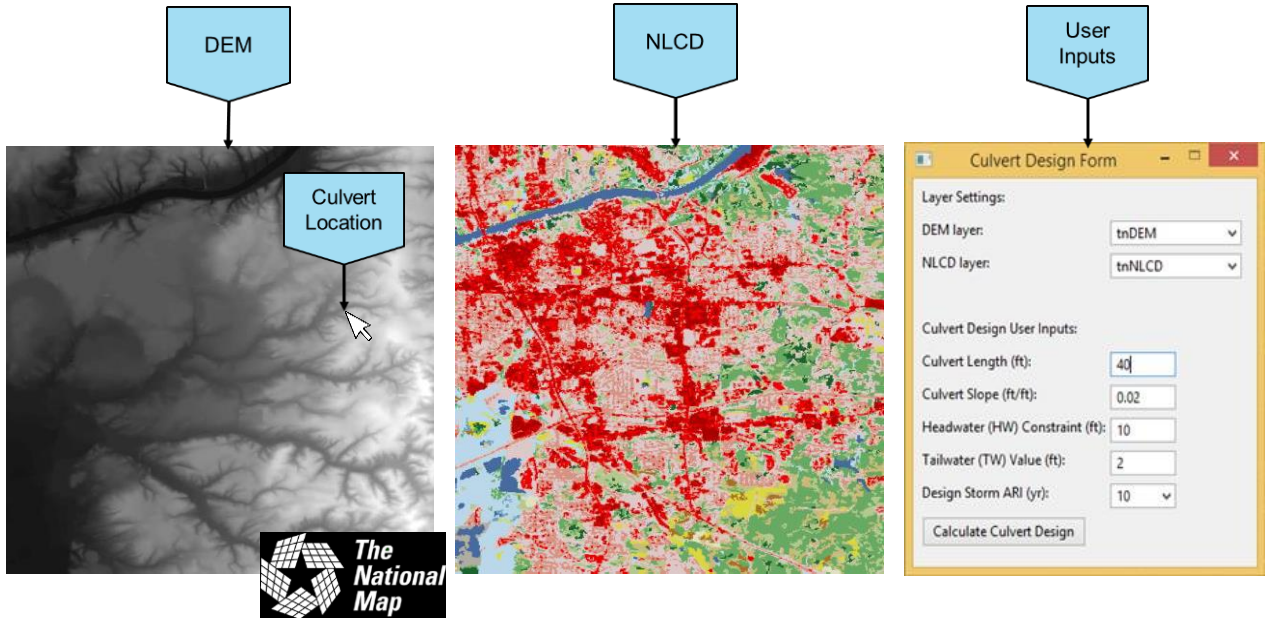 DEM
NLCD
User
Inputs
Culvert
Location
The
National
Map
Culvert Design Form
Layer Settings:
DEM layer: tnDEM
NLCD layer: tnNLCD
Culvert Design User Inputs:
Culvert Length (ft): 40
Culvert Slope (ft/ft): 0.02
Headwater (HW) Constraint (ft): 10
Tailwater (TW) Value (ft): 2
Design Storm ARI (yr): 10
Calculate Culvert Design